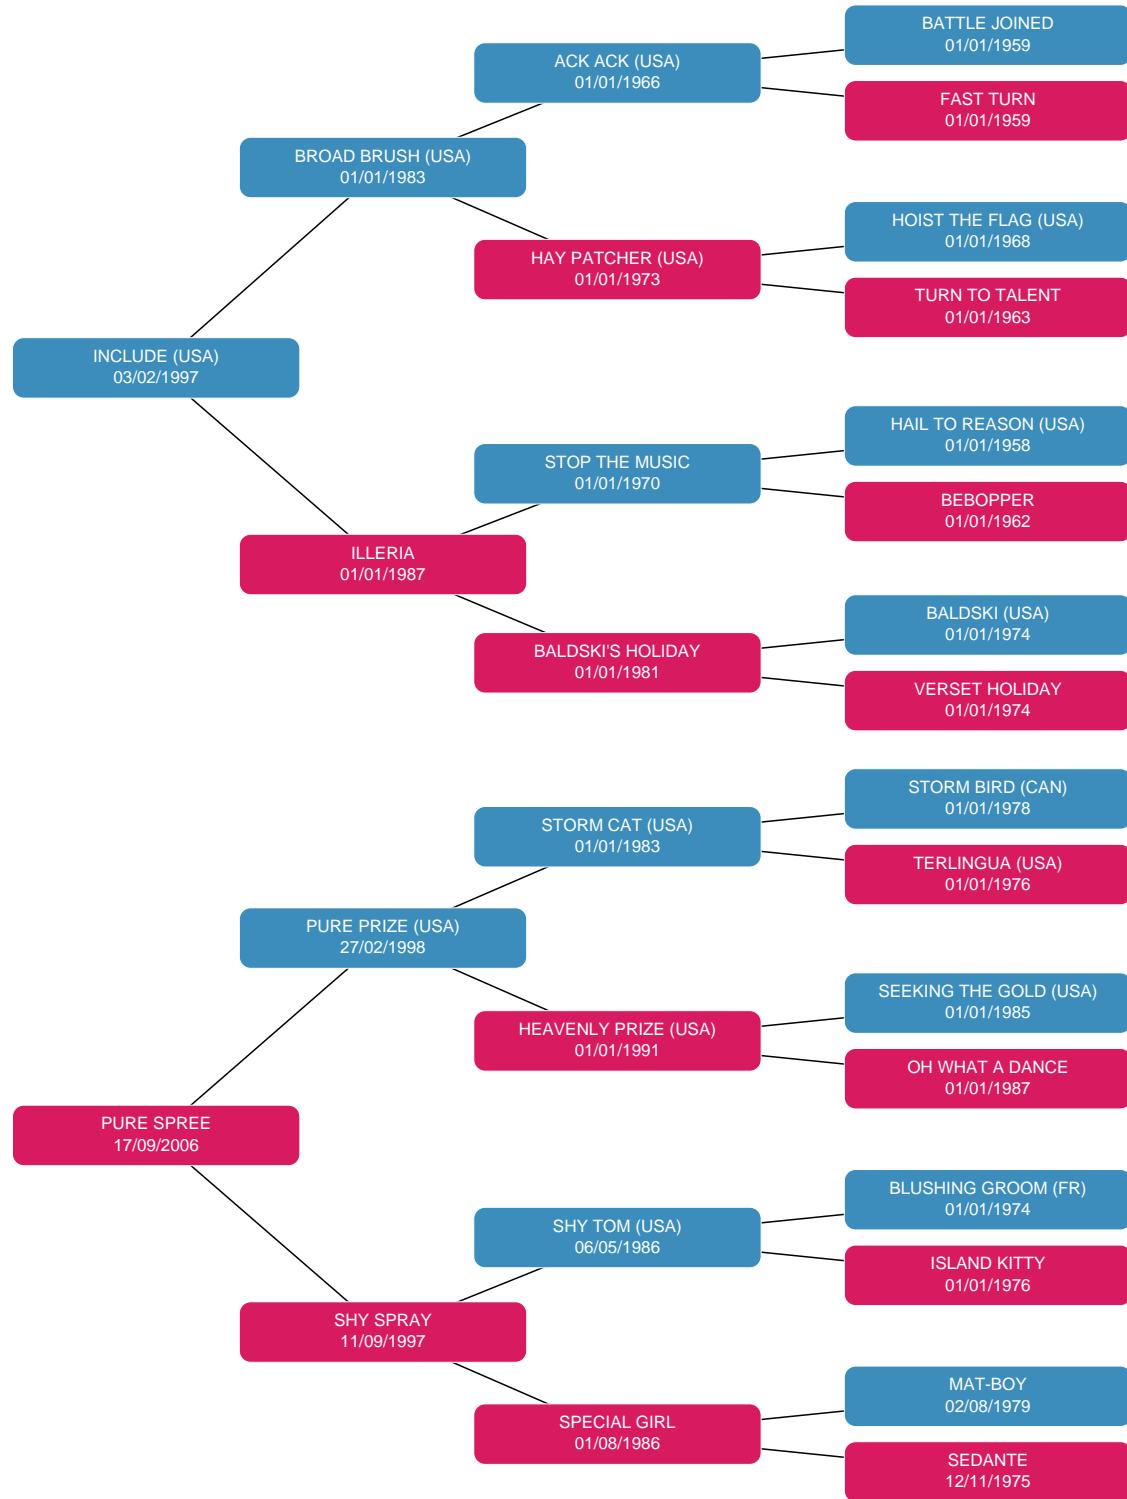 BATTLE JOINED
01/01/1959
ACK ACK (USA)
01/01/1966
FAST TURN
01/01/1959
BROAD BRUSH (USA)
01/01/1983
HOIST THE FLAG (USA)
01/01/1968
HAY PATCHER (USA)
01/01/1973
TURN TO TALENT
01/01/1963
INCLUDE (USA)
03/02/1997
HAIL TO REASON (USA)
01/01/1958
STOP THE MUSIC
01/01/1970
BEBOPPER
01/01/1962
ILLERIA
01/01/1987
BALDSKI (USA)
01/01/1974
BALDSKI'S HOLIDAY
01/01/1981
VERSET HOLIDAY
01/01/1974
STORM BIRD (CAN)
01/01/1978
STORM CAT (USA)
01/01/1983
TERLINGUA (USA)
01/01/1976
PURE PRIZE (USA)
27/02/1998
SEEKING THE GOLD (USA)
01/01/1985
HEAVENLY PRIZE (USA)
01/01/1991
OH WHAT A DANCE
01/01/1987
PURE SPREE
17/09/2006
BLUSHING GROOM (FR)
01/01/1974
SHY TOM (USA)
06/05/1986
ISLAND KITTY
01/01/1976
SHY SPRAY
11/09/1997
MAT-BOY
02/08/1979
SPECIAL GIRL
01/08/1986
SEDANTE
12/11/1975